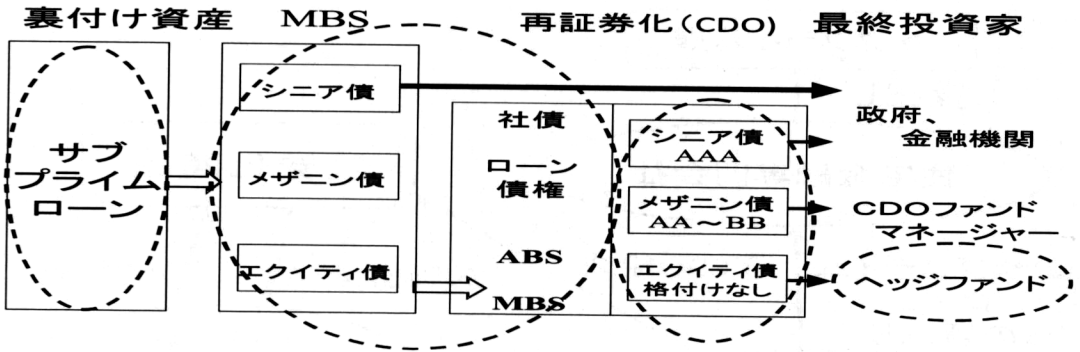 裏付け資産 MBS 再証券化(CDO) 最終投資家
サブ
プライム
ローン
シニア債
メザニン債
エクイティ債
社債
ローン
債権
ABS
MBS
シニア債
AAA
メザニン債
AA～BB
エクイティ債
格付けなし
政府、
金融機関
CDOファンド
マネージャー
ヘッジファンド